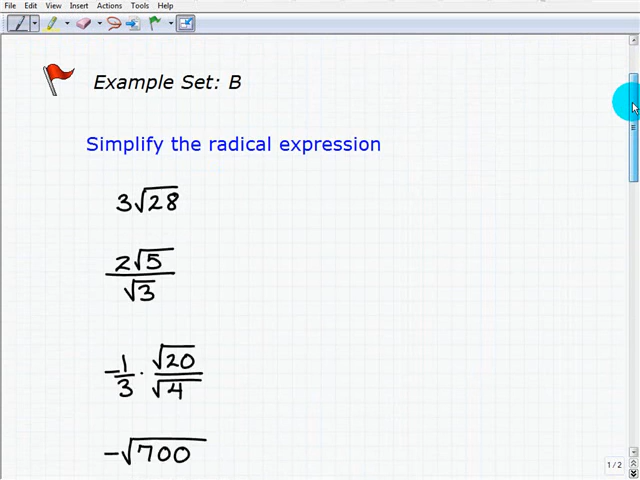 File Edit View Insert Actions Tools Help
Example Set: B
Simplify the radical expression
3√28
2√5
√3
-1/3 · √20/√4
-√700
1/2